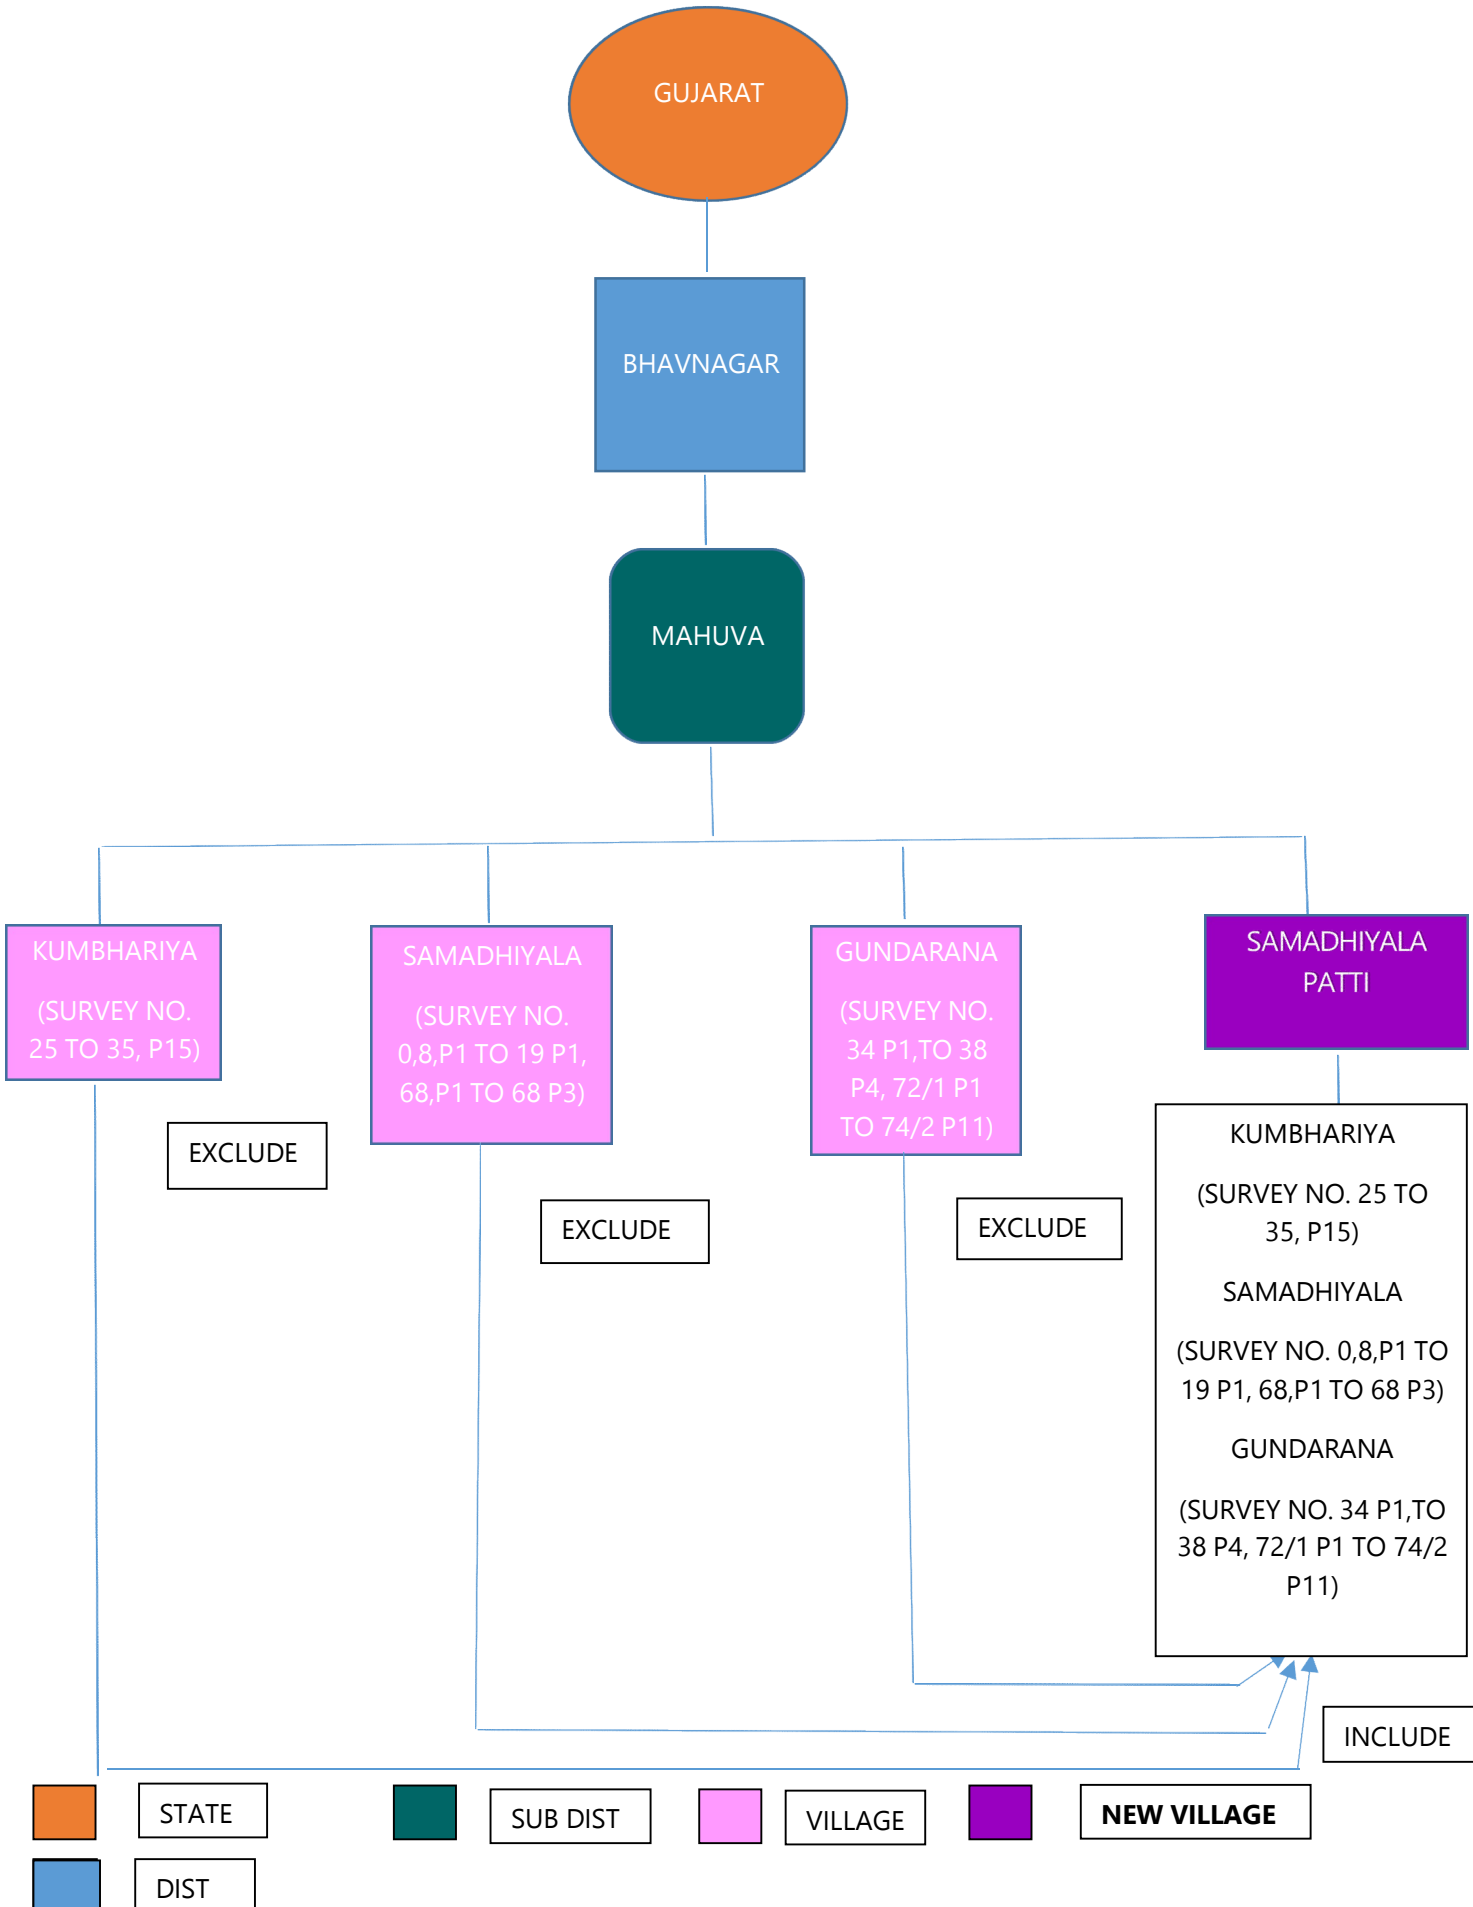 GUJARAT
BHAVNAGAR
MAHUVA
KUMBHARIYA
(SURVEY NO.
25 TO 35, P15)
SAMADHIYALA
(SURVEY NO.
0,8,P1 TO 19 P1,
68,P1 TO 68 P3)
GUNDARANA
(SURVEY NO.
34 P1,TO 38
P4, 72/1 P1
TO 74/2 P11)
SAMADHIYALA
PATTI
EXCLUDE
EXCLUDE
EXCLUDE
KUMBHARIYA
(SURVEY NO. 25 TO
35, P15)
SAMADHIYALA
(SURVEY NO. 0,8,P1 TO
19 P1, 68,P1 TO 68 P3)
GUNDARANA
(SURVEY NO. 34 P1,TO
38 P4, 72/1 P1 TO 74/2
P11)
INCLUDE
STATE
SUB DIST
VILLAGE
NEW VILLAGE
DIST